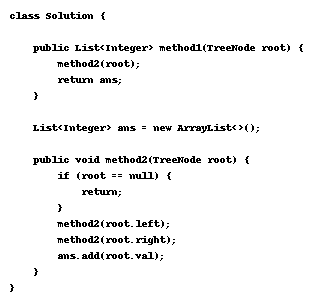 class Solution {
public List<Integer> method1(TreeNode root) {
method2(root);
return ans;
}
List<Integer> ans = new ArrayList<>();
public void method2(TreeNode root) {
if (root == null) {
return;
}
method2(root.left);
method2(root.right);
ans.add(root.val);
}
}